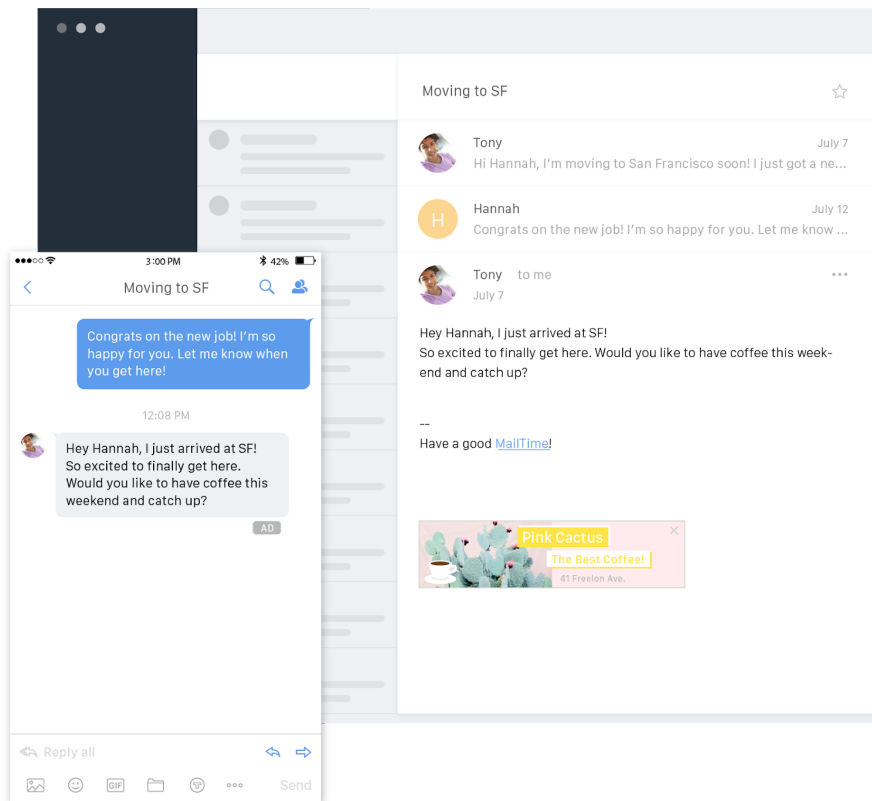 Moving to SF
Tony
July 7
Hi Hannah, I'm moving to San Francisco soon! I just got a ne...
H
Hannah
July 12
Congrats on the new job! I'm so happy for you. Let me know ...
Tony to me
July 7
Hey Hannah, I just arrived at SF!
So excited to finally get here. Would you like to have coffee this week-
end and catch up?
--
Have a good MailTime!
Pink Cactus
The Best Coffee!
41 Freelon Ave.
3:00 PM
42%
Moving to SF
Congrats on the new job! I'm so
happy for you. Let me know when
you get here!
12:08 PM
Hey Hannah, I just arrived at SF!
So excited to finally get here.
Would you like to have coffee this
weekend and catch up?
AD
Reply all
GIF
Send